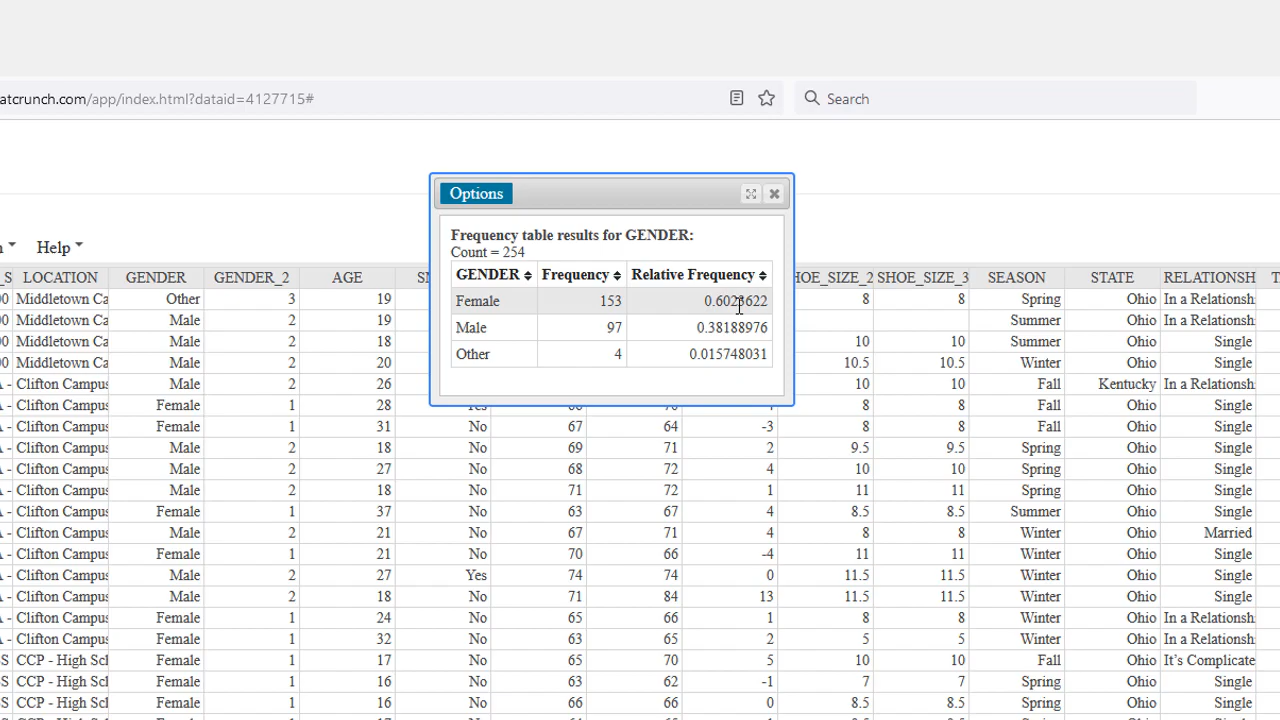 atcrunch.com/app/index.html?dataid=4127715#
Search
Options
Help
Frequency table results for GENDER:
Count = 254
GENDER Frequency Relative Frequency
Female 153 0.6023622
Male 97 0.38188976
Other 4 0.015748031
LOCATION GENDER GENDER_2 AGE SHOE_SIZE_3 SEASON STATE RELATIONSH
Middletown Ca Other 3 19 8 8 Spring Ohio In a Relationsh
Middletown Ca Male 2 19 Summer Ohio In a Relationsh
Middletown Ca Male 2 18 10 10 Summer Ohio Single
Middletown Ca Male 2 20 10.5 10.5 Winter Ohio Single
Clifton Campus Male 2 26 10 10 Fall Kentucky In a Relationsh
Clifton Campus Female 1 28 8 8 Fall Ohio Single
Clifton Campus Female 1 31 No 67 64 -3 8 8 Fall Ohio Single
Clifton Campus Male 2 18 No 69 71 2 9.5 9.5 Spring Ohio Single
Clifton Campus Male 2 27 No 68 72 4 10 10 Spring Ohio Single
Clifton Campus Male 2 18 No 71 72 1 11 11 Spring Ohio Single
Clifton Campus Female 1 37 No 63 67 4 8.5 8.5 Summer Ohio Single
Clifton Campus Male 2 21 No 67 71 4 8 8 Winter Ohio Married
Clifton Campus Female 1 21 No 70 66 -4 11 11 Winter Ohio Single
Clifton Campus Male 2 27 Yes 74 74 0 11.5 11.5 Winter Ohio Single
Clifton Campus Male 2 18 No 71 84 13 11.5 11.5 Winter Ohio Single
Clifton Campus Female 1 24 No 65 66 1 8 8 Winter Ohio In a Relationsh
Clifton Campus Female 1 32 No 63 65 2 5 5 Winter Ohio In a Relationsh
CCP - High Scl Female 1 17 No 65 70 5 10 10 Fall Ohio It's Complicate
CCP - High Scl Female 1 16 No 63 62 -1 7 7 Spring Ohio Single
CCP - High Scl Female 1 16 No 66 66 0 8.5 8.5 Spring Ohio Single